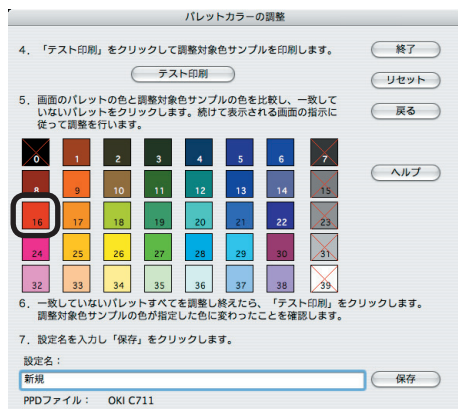 パレットカラーの調整
4. 「テスト印刷」をクリックして調整対象色サンプルを印刷します。
終了
テスト印刷
リセット
5. 画面のパレットの色と調整対象色サンプルの色を比較し、一致して
いないパレットをクリックします。続けて表示される画面の指示に
従って調整を行います。
戻る
0 1 2 3 4 5 6 7
ヘルプ
8 9 10 11 12 13 14 15
16 17 18 19 20 21 22 23
24 25 26 27 28 29 30 31
32 33 34 35 36 37 38 39
6. 一致していないパレットすべてを調整し終えたら、「テスト印刷」をクリックします。
調整対象色サンプルの色が指定した色に変わったことを確認します。
7. 設定名を入力し「保存」をクリックします。
設定名：
新規
保存
PPDファイル： OKI C711